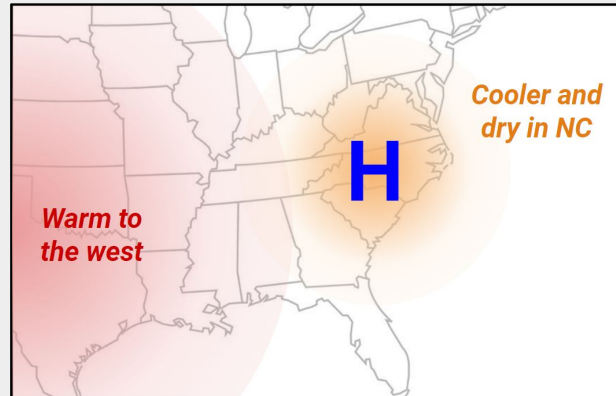 Cooler and
dry in NC
H
Warm to
the west